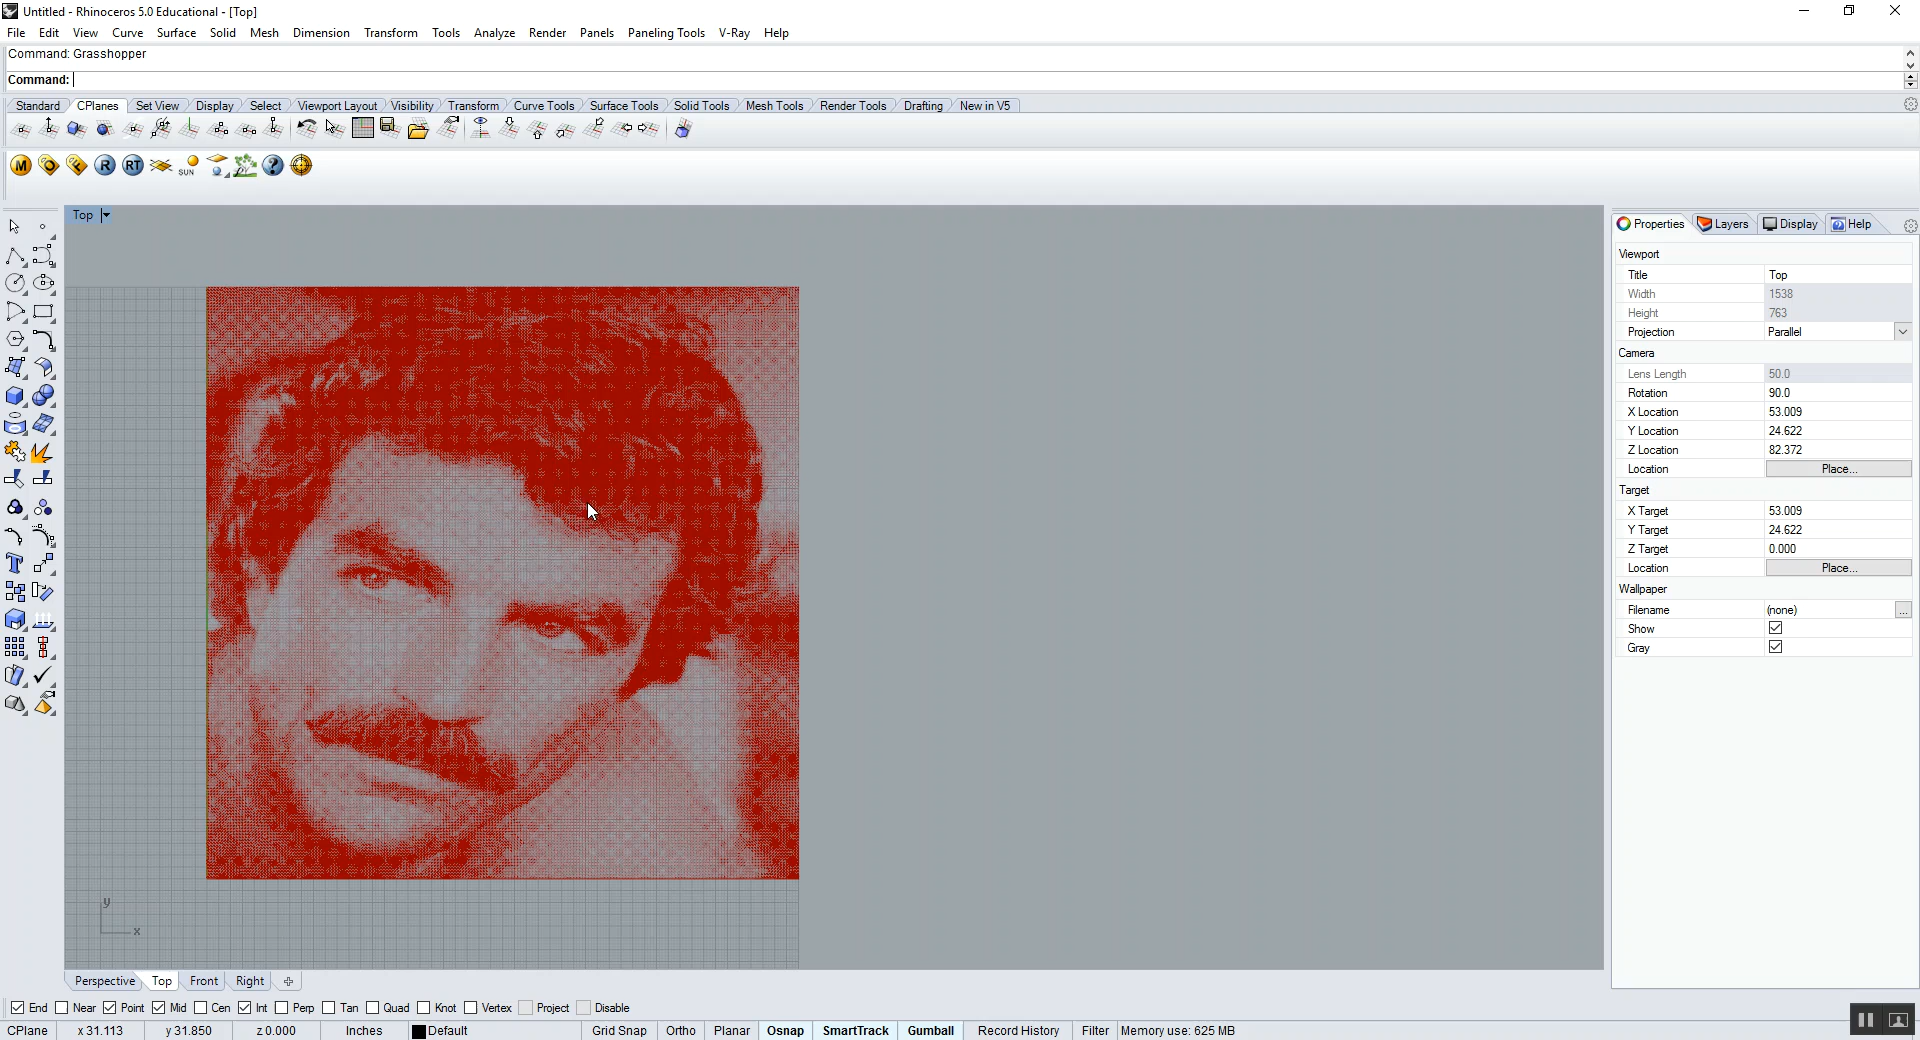 Untitled - Rhinoceros 5.0 Educational - [Top]
File Edit View Curve Surface Solid Mesh Dimension Transform Tools Analyze Render Panels Paneling Tools V-Ray Help
Command: Grasshopper
Command:
Standard CPlanes Set View Display Select Viewport Layout Visibility Transform Curve Tools Surface Tools Solid Tools Mesh Tools Render Tools Drafting New in V5
M O F R RT SUN ?
Top
Properties Layers Display Help
Viewport
Title Top
Width 1538
Height 763
Projection Parallel
Camera
Lens Length 50.0
Rotation 90.0
X Location 53.009
Y Location 24.622
Z Location 82.372
Location Place...
Target
X Target 53.009
Y Target 24.622
Z Target 0.000
Location Place...
Wallpaper
Filename (none) ...
Show
Gray
y
x
Perspective Top Front Right
End Near Point Mid Cen Int Perp Tan Quad Knot Vertex Project Disable
CPlane x 31.113 y 31.850 z 0.000 Inches Default Grid Snap Ortho Planar Osnap SmartTrack Gumball Record History Filter Memory use: 625 MB